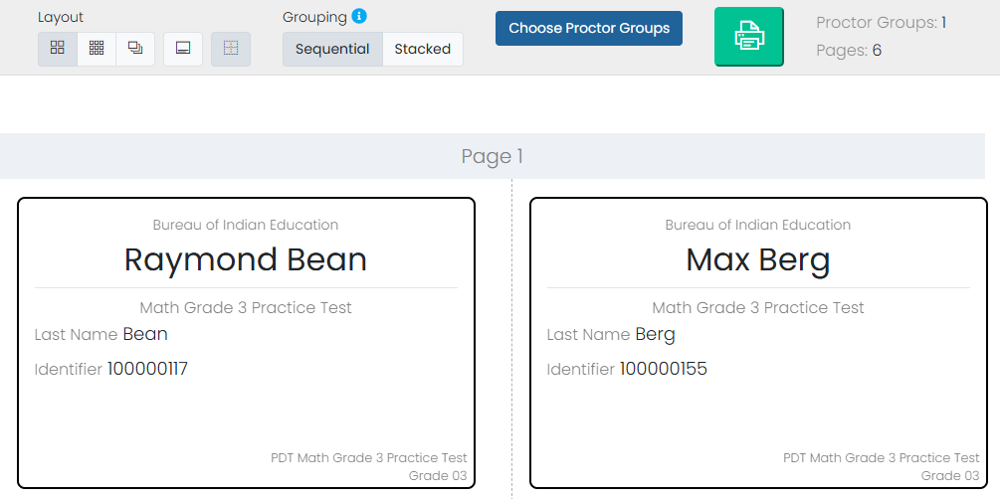 Layout
Grouping
Sequential Stacked
Choose Proctor Groups
Proctor Groups: 1
Pages: 6
Page 1
Bureau of Indian Education
Raymond Bean
Math Grade 3 Practice Test
Last Name Bean
Identifier 100000117
PDT Math Grade 3 Practice Test
Grade 03
Bureau of Indian Education
Max Berg
Math Grade 3 Practice Test
Last Name Berg
Identifier 100000155
PDT Math Grade 3 Practice Test
Grade 03